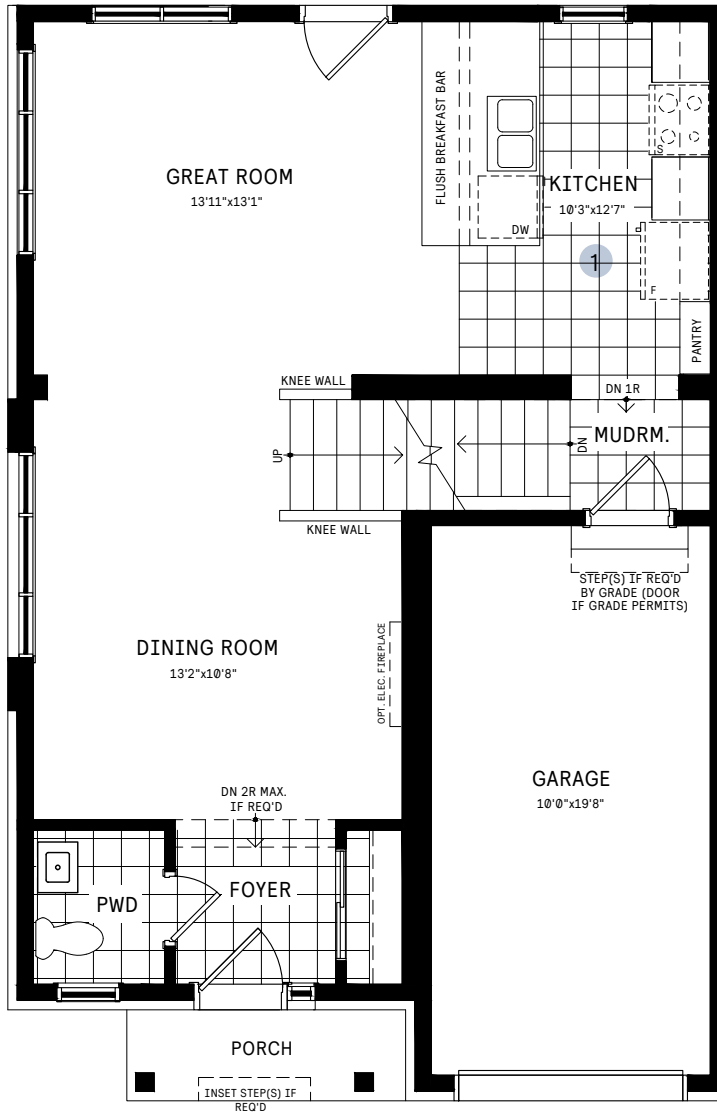 GREAT ROOM
13'11"x13'1"
FLUSH BREAKFAST BAR
DW
KITCHEN
10'3"x12'7"
S
1
F
PANTRY
KNEE WALL
DN 1R
UP
DN
MUDRM.
KNEE WALL
STEP(S) IF REQ'D
BY GRADE (DOOR
IF GRADE PERMITS)
DINING ROOM
13'2"x10'8"
OPT. ELEC. FIREPLACE
GARAGE
10'0"x19'8"
DN 2R MAX.
IF REQ'D
PWD
FOYER
PORCH
INSET STEP(S) IF
REQ'D